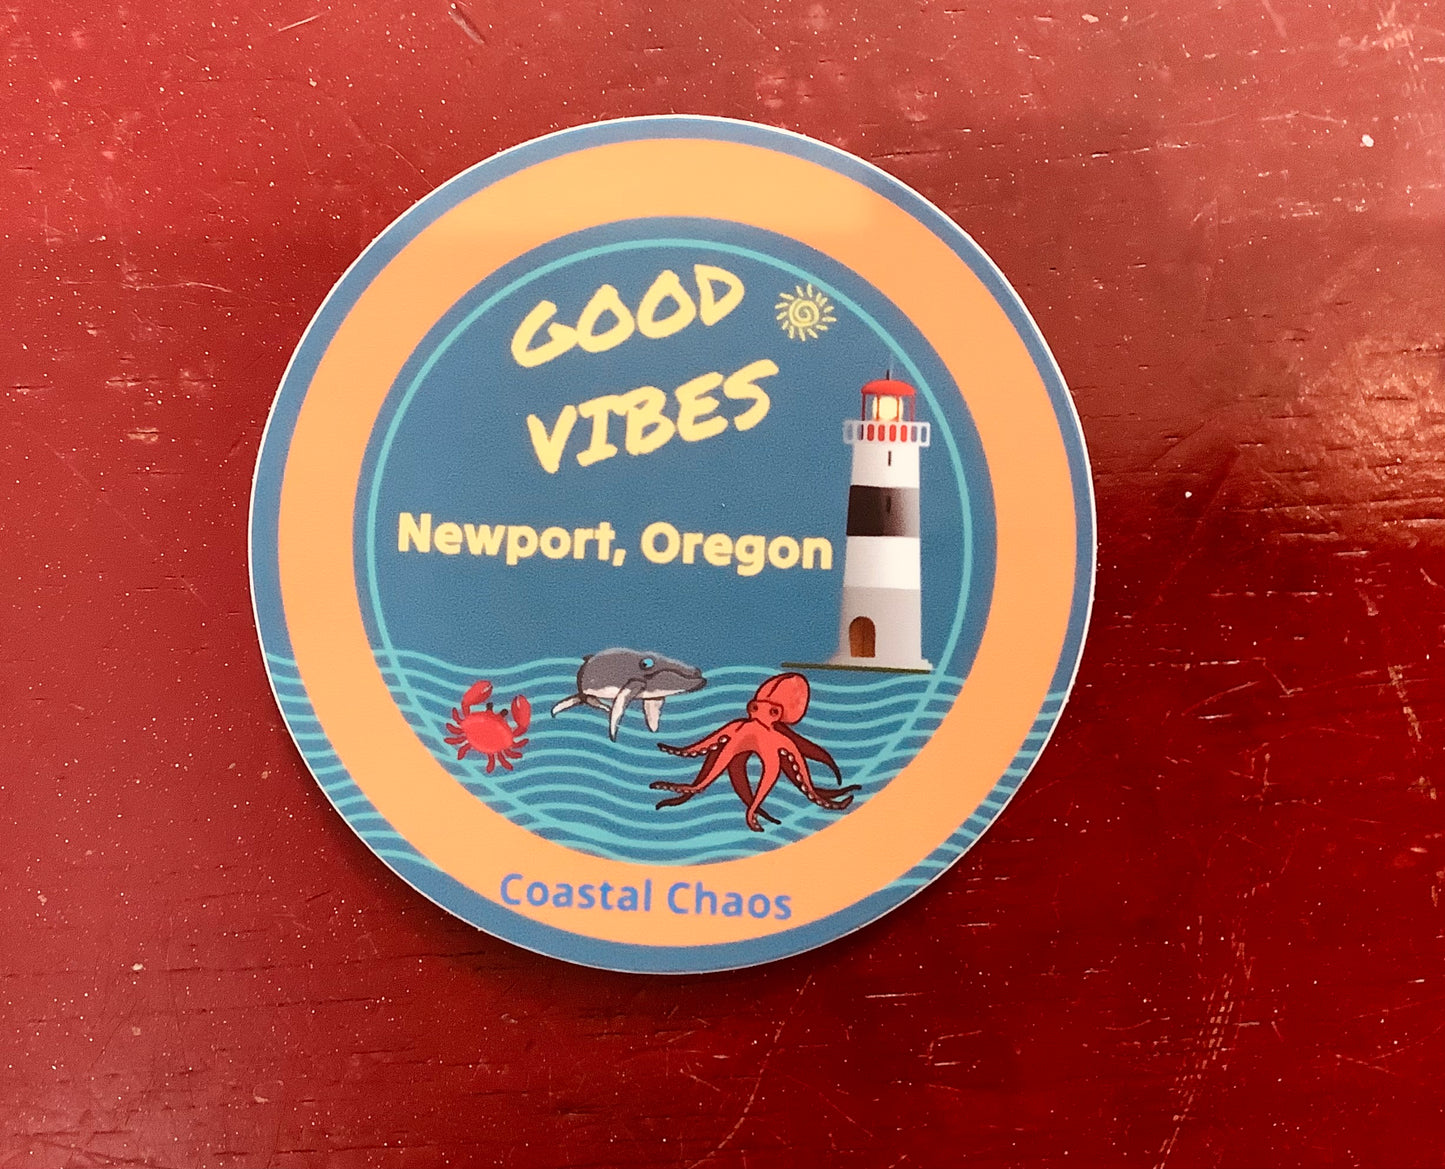 GOOD
VIBES
Newport, Oregon
Coastal Chaos